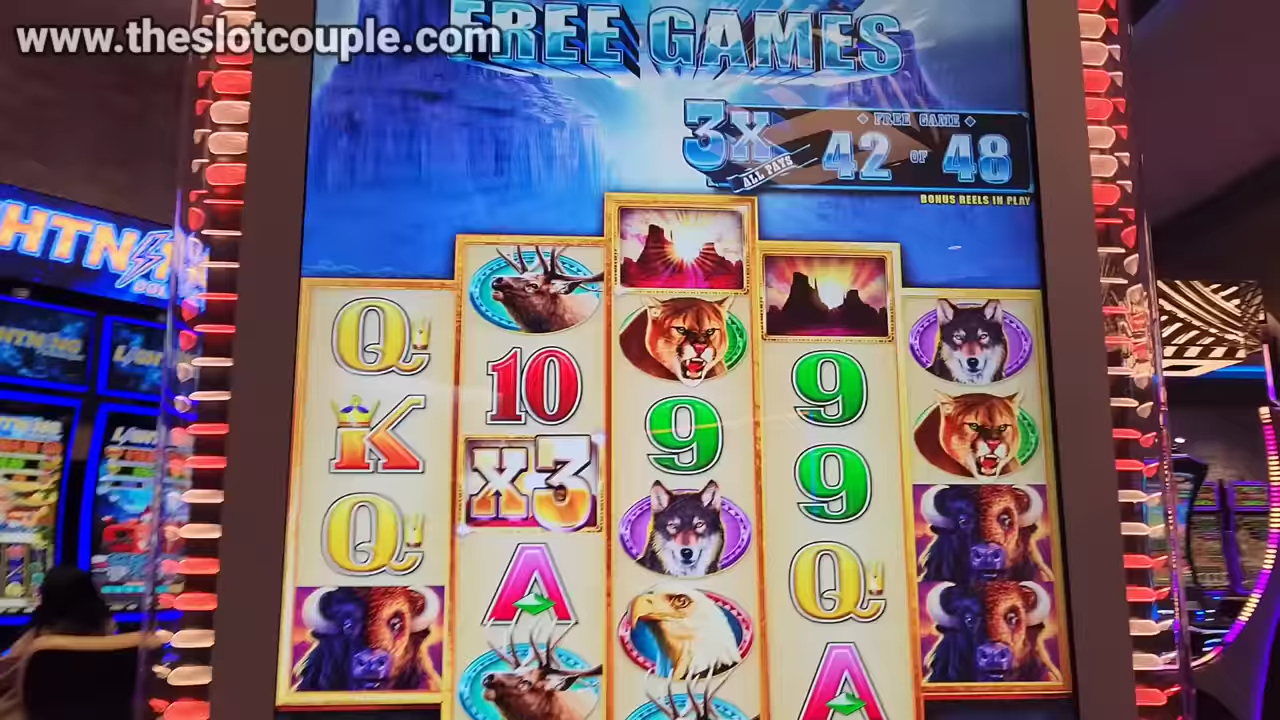 www.theslotcouple.com
FREE GAMES
3X
ALL PAYS
FREE GAME
42 OF 48
BONUS REELS IN PLAY
HTN
Q
K
Q
10
X3
A
9
9
9
Q
A